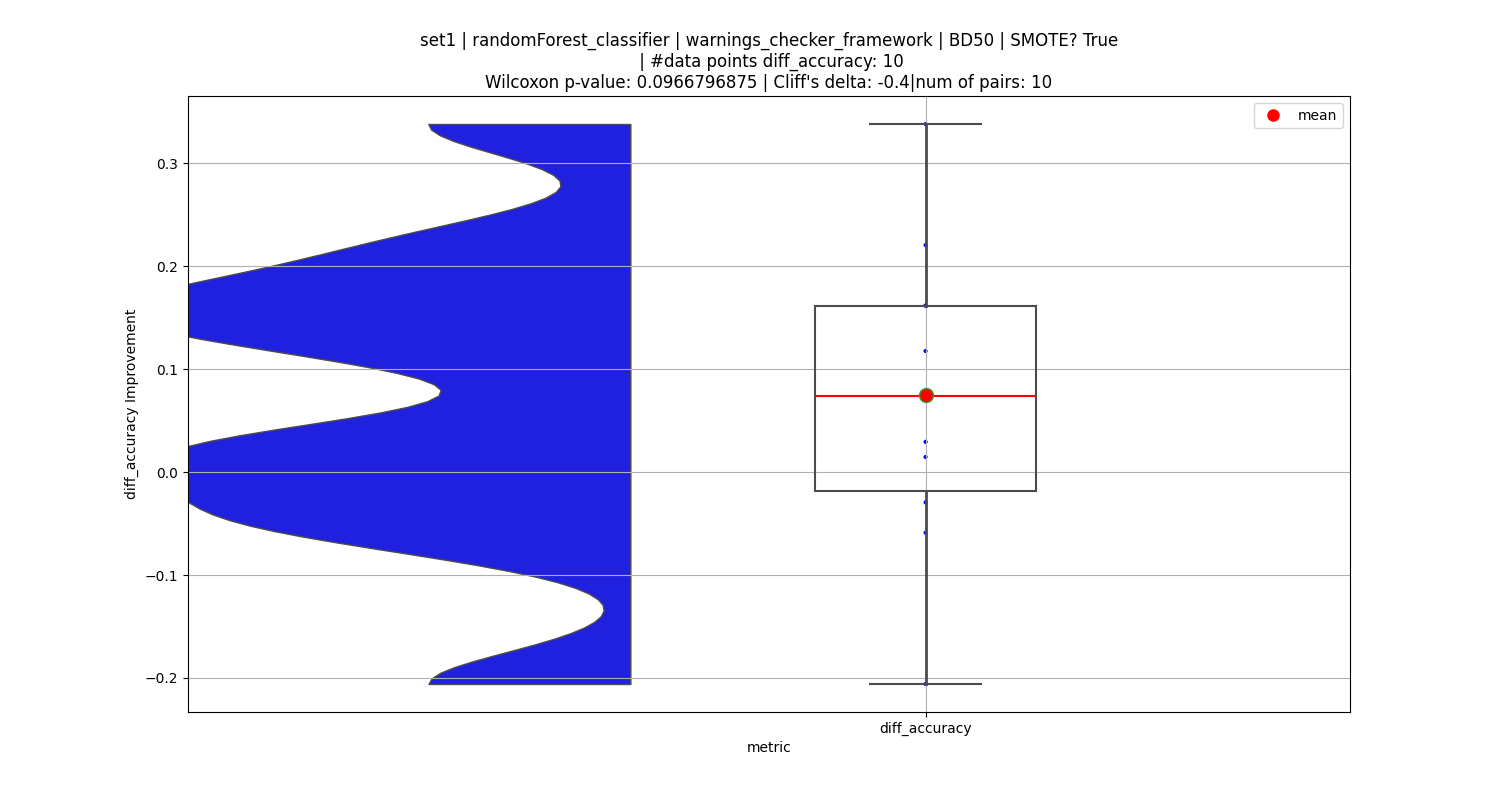 set1 | randomForest_classifier | warnings_checker_framework | BD50 | SMOTE? True
| #data points diff_accuracy: 10
Wilcoxon p-value: 0.0966796875 | Cliff's delta: -0.4|num of pairs: 10
mean
0.3
0.2
0.1
0.0
−0.1
−0.2
diff_accuracy Improvement
diff_accuracy
metric